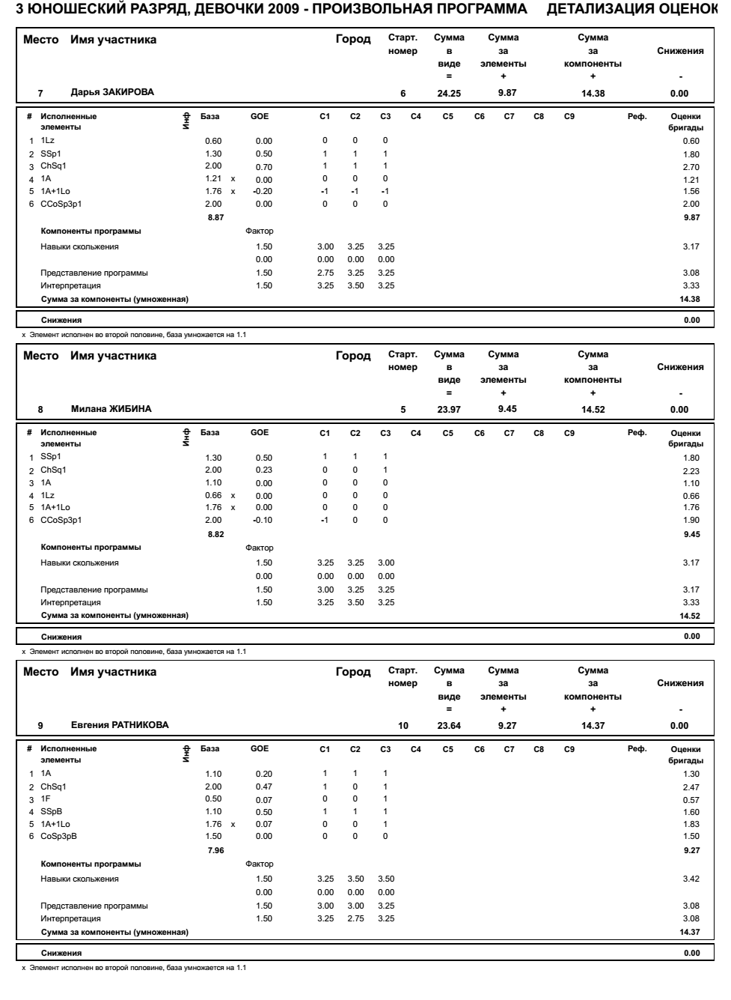 3 ЮНОШЕСКИЙ РАЗРЯД, ДЕВОЧКИ 2009 - ПРОИЗВОЛЬНАЯ ПРОГРАММА ДЕТАЛИЗАЦИЯ ОЦЕНОК
Место Имя участника Город Старт. Сумма Сумма Сумма
номер в за за Снижения
виде элементы компоненты
= + + -
7 Дарья ЗАКИРОВА 6 24.25 9.87 14.38 0.00
# Исполненные Инф База GOE C1 C2 C3 C4 C5 C6 C7 C8 C9 Реф. Оценки
элементы бригады
1 1Lz 0.60 0.00 0 0 0 0.60
2 SSp1 1.30 0.50 1 1 1 1.80
3 ChSq1 2.00 0.70 1 1 1 2.70
4 1A 1.21 x 0.00 0 0 0 1.21
5 1A+1Lo 1.76 x -0.20 -1 -1 -1 1.56
6 CCoSp3p1 2.00 0.00 0 0 0 2.00
8.87 9.87
Компоненты программы Фактор
Навыки скольжения 1.50 3.00 3.25 3.25 3.17
0.00 0.00 0.00 0.00
Представление программы 1.50 2.75 3.25 3.25 3.08
Интерпретация 1.50 3.25 3.50 3.25 3.33
Сумма за компоненты (умноженная) 14.38
Снижения 0.00
x Элемент исполнен во второй половине, база умножается на 1.1
Место Имя участника Город Старт. Сумма Сумма Сумма
номер в за за Снижения
виде элементы компоненты
= + + -
8 Милана ЖИБИНА 5 23.97 9.45 14.52 0.00
# Исполненные Инф База GOE C1 C2 C3 C4 C5 C6 C7 C8 C9 Реф. Оценки
элементы бригады
1 SSp1 1.30 0.50 1 1 1 1.80
2 ChSq1 2.00 0.23 0 0 1 2.23
3 1A 1.10 0.00 0 0 0 1.10
4 1Lz 0.66 x 0.00 0 0 0 0.66
5 1A+1Lo 1.76 x 0.00 0 0 0 1.76
6 CCoSp3p1 2.00 -0.10 -1 0 0 1.90
8.82 9.45
Компоненты программы Фактор
Навыки скольжения 1.50 3.25 3.25 3.00 3.17
0.00 0.00 0.00 0.00
Представление программы 1.50 3.00 3.25 3.25 3.17
Интерпретация 1.50 3.25 3.50 3.25 3.33
Сумма за компоненты (умноженная) 14.52
Снижения 0.00
x Элемент исполнен во второй половине, база умножается на 1.1
Место Имя участника Город Старт. Сумма Сумма Сумма
номер в за за Снижения
виде элементы компоненты
= + + -
9 Евгения РАТНИКОВА 10 23.64 9.27 14.37 0.00
# Исполненные Инф База GOE C1 C2 C3 C4 C5 C6 C7 C8 C9 Реф. Оценки
элементы бригады
1 1A 1.10 0.20 1 1 1 1.30
2 ChSq1 2.00 0.47 1 0 1 2.47
3 1F 0.50 0.07 0 0 1 0.57
4 SSpB 1.10 0.50 1 1 1 1.60
5 1A+1Lo 1.76 x 0.07 0 0 1 1.83
6 CoSp3pB 1.50 0.00 0 0 0 1.50
7.96 9.27
Компоненты программы Фактор
Навыки скольжения 1.50 3.25 3.50 3.50 3.42
0.00 0.00 0.00 0.00
Представление программы 1.50 3.00 3.00 3.25 3.08
Интерпретация 1.50 3.25 2.75 3.25 3.08
Сумма за компоненты (умноженная) 14.37
Снижения 0.00
x Элемент исполнен во второй половине, база умножается на 1.1